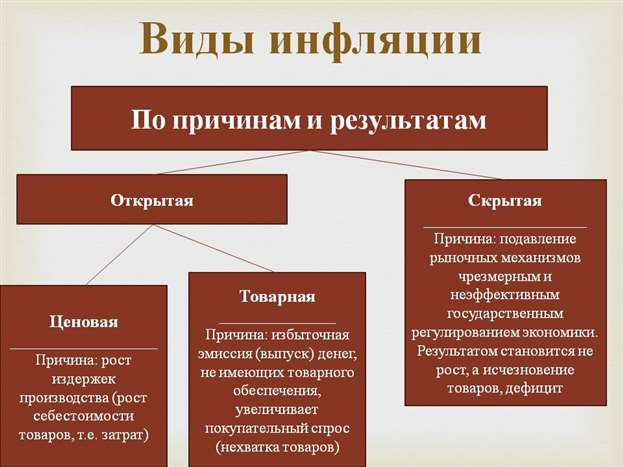 Виды инфляции
По причинам и результатам
Открытая
Скрытая
Причина: подавление
рыночных механизмов
чрезмерным и
неэффективным
государственным
регулированием экономики.
Результатом становится не
рост, а исчезновение
товаров, дефицит
Ценовая
Причина: рост
издержек
производства (рост
себестоимости
товаров, т.е. затрат)
Товарная
Причина: избыточная
эмиссия (выпуск) денег,
не имеющих товарного
обеспечения,
увеличивает
покупательный спрос
(нехватка товаров)